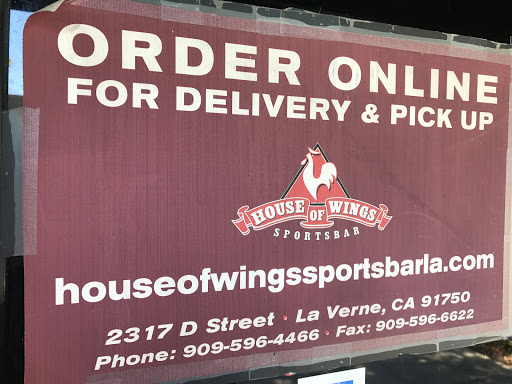 ORDER ONLINE
FOR DELIVERY & PICK UP
HOUSE OF WINGS
SPORTSBAR
houseofwingssportsbarla.com
2317 D Street • La Verne, CA 91750
Phone: 909-596-4466 • Fax: 909-596-6622